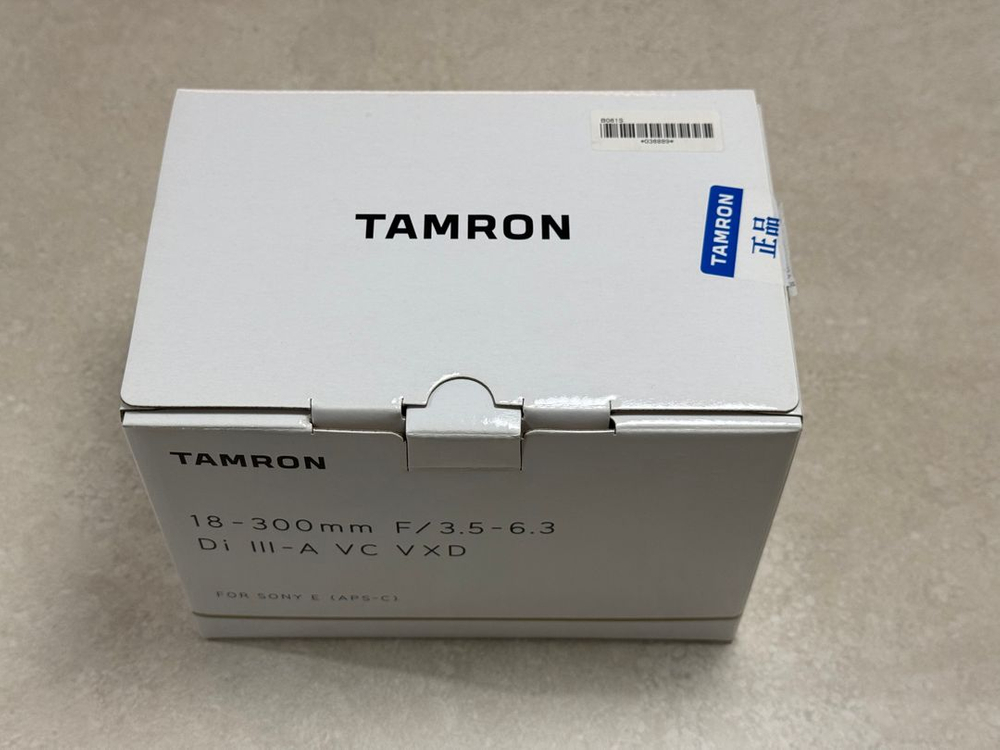 B061S
*038889*
TAMRON
TAMRON
正品
TAMRON
18-300mm F/3.5-6.3
Di III-A VC VXD
FOR SONY E (APS-C)